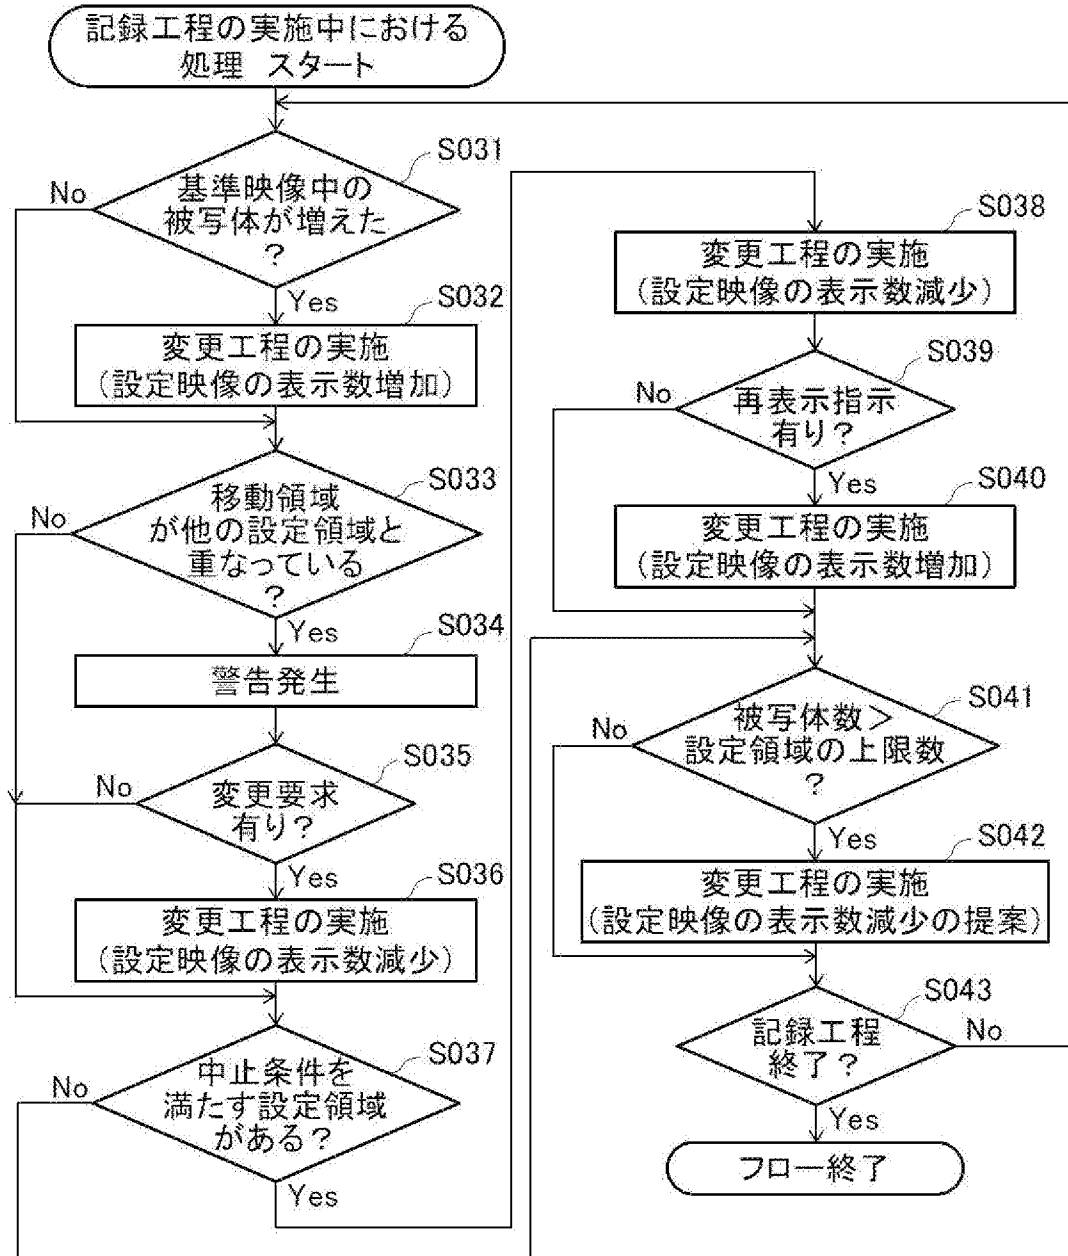 記録工程の実施中における
処理 スタート
S031
No
基準映像中の
被写体が増えた
?
Yes
S032
変更工程の実施
(設定映像の表示数増加)
S033
No
移動領域
が他の設定領域と
重なっている
?
Yes
S034
警告発生
S035
No
変更要求
有り?
Yes
S036
変更工程の実施
(設定映像の表示数減少)
S037
No
中止条件を
満たす設定領域
がある?
Yes
S038
変更工程の実施
(設定映像の表示数減少)
S039
No
再表示指示
有り?
Yes
S040
変更工程の実施
(設定映像の表示数増加)
S041
No
被写体数>
設定領域の上限数
?
Yes
S042
変更工程の実施
(設定映像の表示数減少の提案)
S043
記録工程
終了?
No
Yes
フロー終了